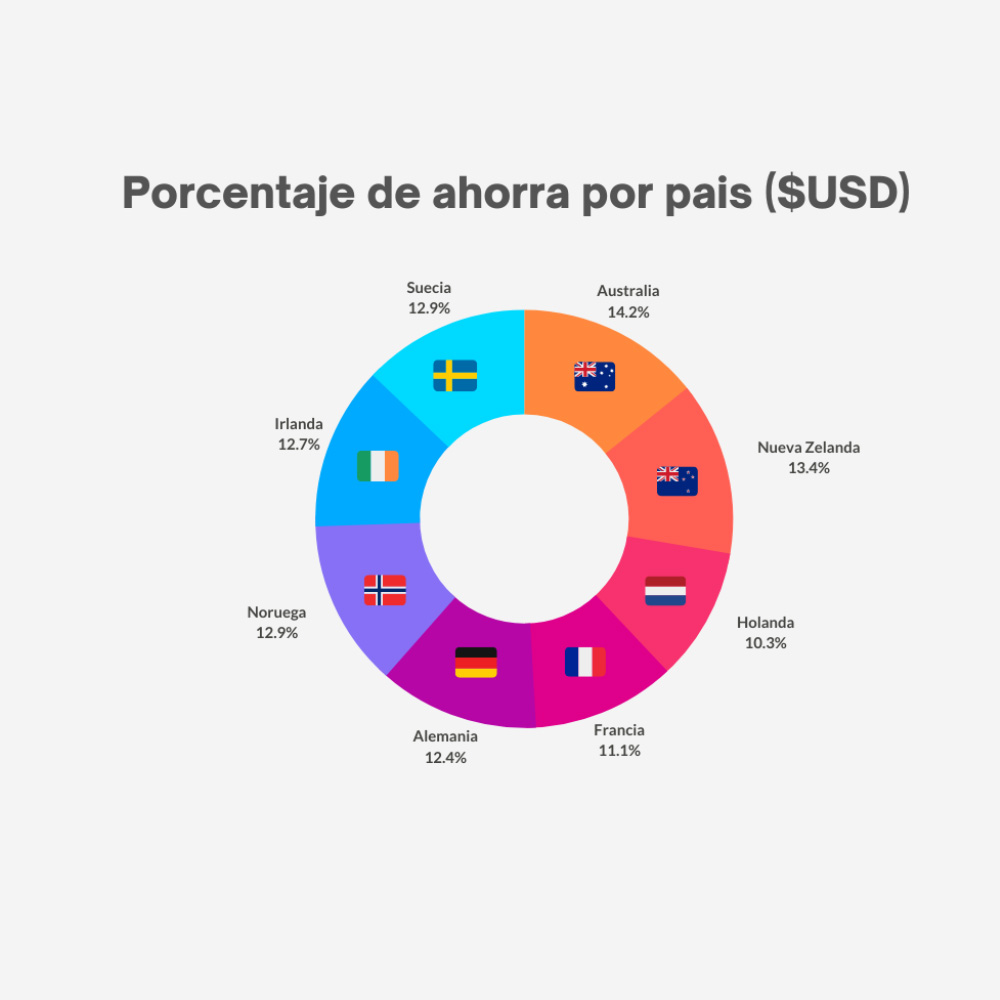 Porcentaje de ahorra por pais ($USD)
Suecia
12.9%
Australia
14.2%
Irlanda
12.7%
Nueva Zelanda
13.4%
Noruega
12.9%
Holanda
10.3%
Alemania
12.4%
Francia
11.1%